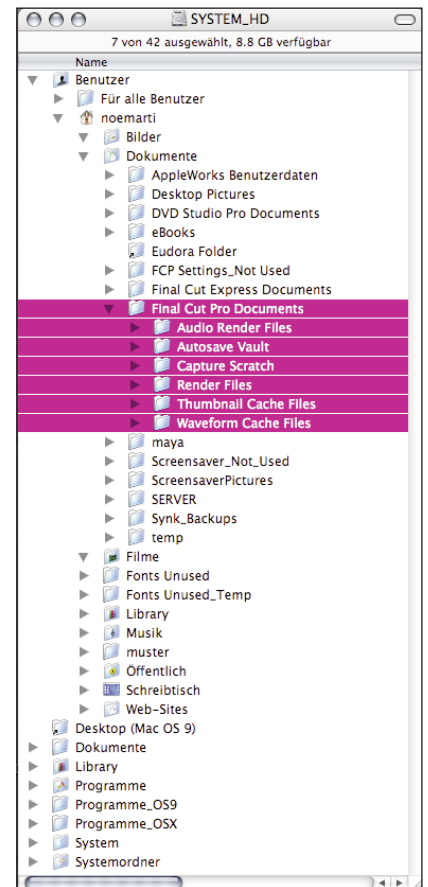 SYSTEM_HD
7 von 42 ausgewählt, 8.8 GB verfügbar
Name
Benutzer
Für alle Benutzer
noemarti
Bilder
Dokumente
AppleWorks Benutzerdaten
Desktop Pictures
DVD Studio Pro Documents
eBooks
Eudora Folder
FCP Settings_Not Used
Final Cut Express Documents
Final Cut Pro Documents
Audio Render Files
Autosave Vault
Capture Scratch
Render Files
Thumbnail Cache Files
Waveform Cache Files
maya
Screensaver_Not_Used
ScreensaverPictures
SERVER
Synk_Backups
temp
Filme
Fonts Unused
Fonts Unused_Temp
Library
Musik
muster
Öffentlich
Schreibtisch
Web-Sites
Desktop (Mac OS 9)
Dokumente
Library
Programme
Programme_OS9
Programme_OSX
System
Systemordner